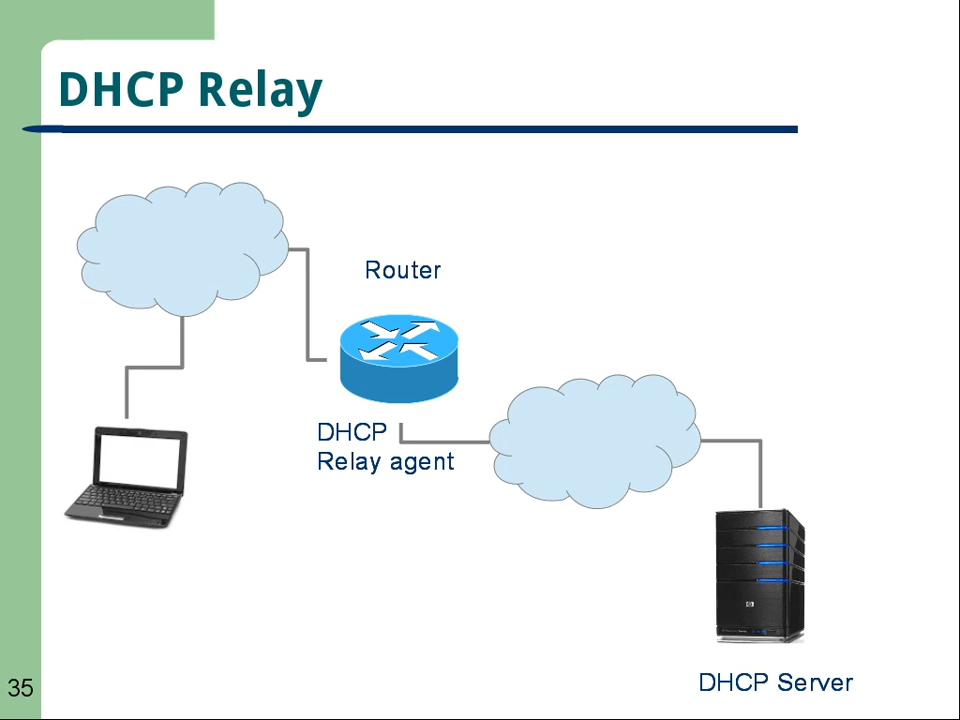 DHCP Relay
Router
DHCP
Relay agent
DHCP Server
35